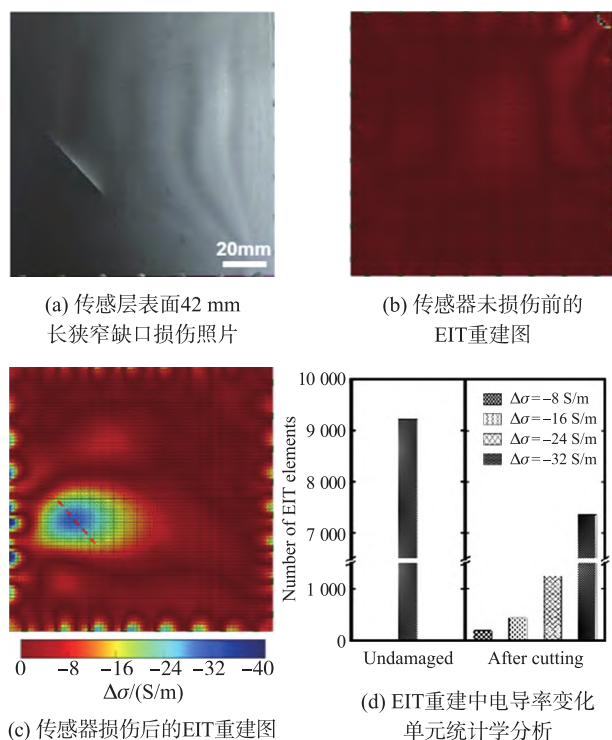 20mm
(a) 传感层表面42 mm
长狭窄缺口损伤照片
(b) 传感器未损伤前的
EIT重建图
0 −8 −16 −24 −32 −40
Δσ/(S/m)
(c) 传感器损伤后的EIT重建图
10 000
9 000
8 000
7 000
1 000
0
Number of EIT elements
Δσ=−8 S/m
Δσ=−16 S/m
Δσ=−24 S/m
Δσ=−32 S/m
Undamaged
After cutting
(d) EIT重建中电导率变化
单元统计学分析